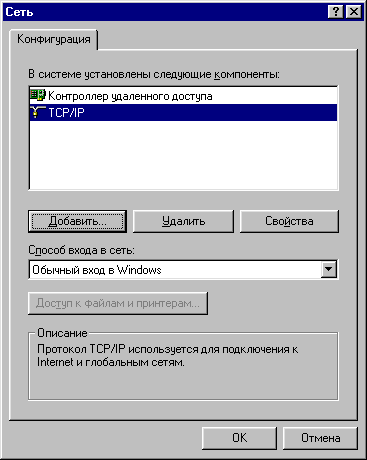 Сеть
Конфигурация
В системе установлены следующие компоненты:
Контроллер удаленного доступа
TCP/IP
Добавить... Удалить Свойства
Способ входа в сеть:
Обычный вход в Windows
Доступ к файлам и принтерам...
Описание
Протокол TCP/IP используется для подключения к
Internet и глобальным сетям.
OK Отмена